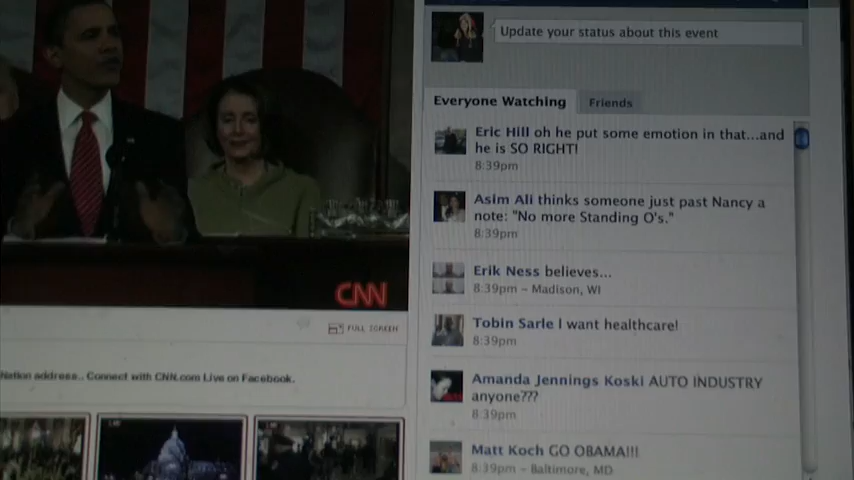 Update your status about this event
Everyone Watching
Friends
Eric Hill oh he put some emotion in that...and
he is SO RIGHT!
8:39pm
Asim Ali thinks someone just past Nancy a
note: "No more Standing O's."
8:39pm
Erik Ness believes...
8:39pm - Madison, WI
Tobin Sarle I want healthcare!
8:39pm
Amanda Jennings Koski AUTO INDUSTRY
anyone???
8:39pm
Matt Koch GO OBAMA!!!
8:39pm - Baltimore, MD
CNN
FULL SCREEN
Nation address.. Connect with CNN.com Live on Facebook.